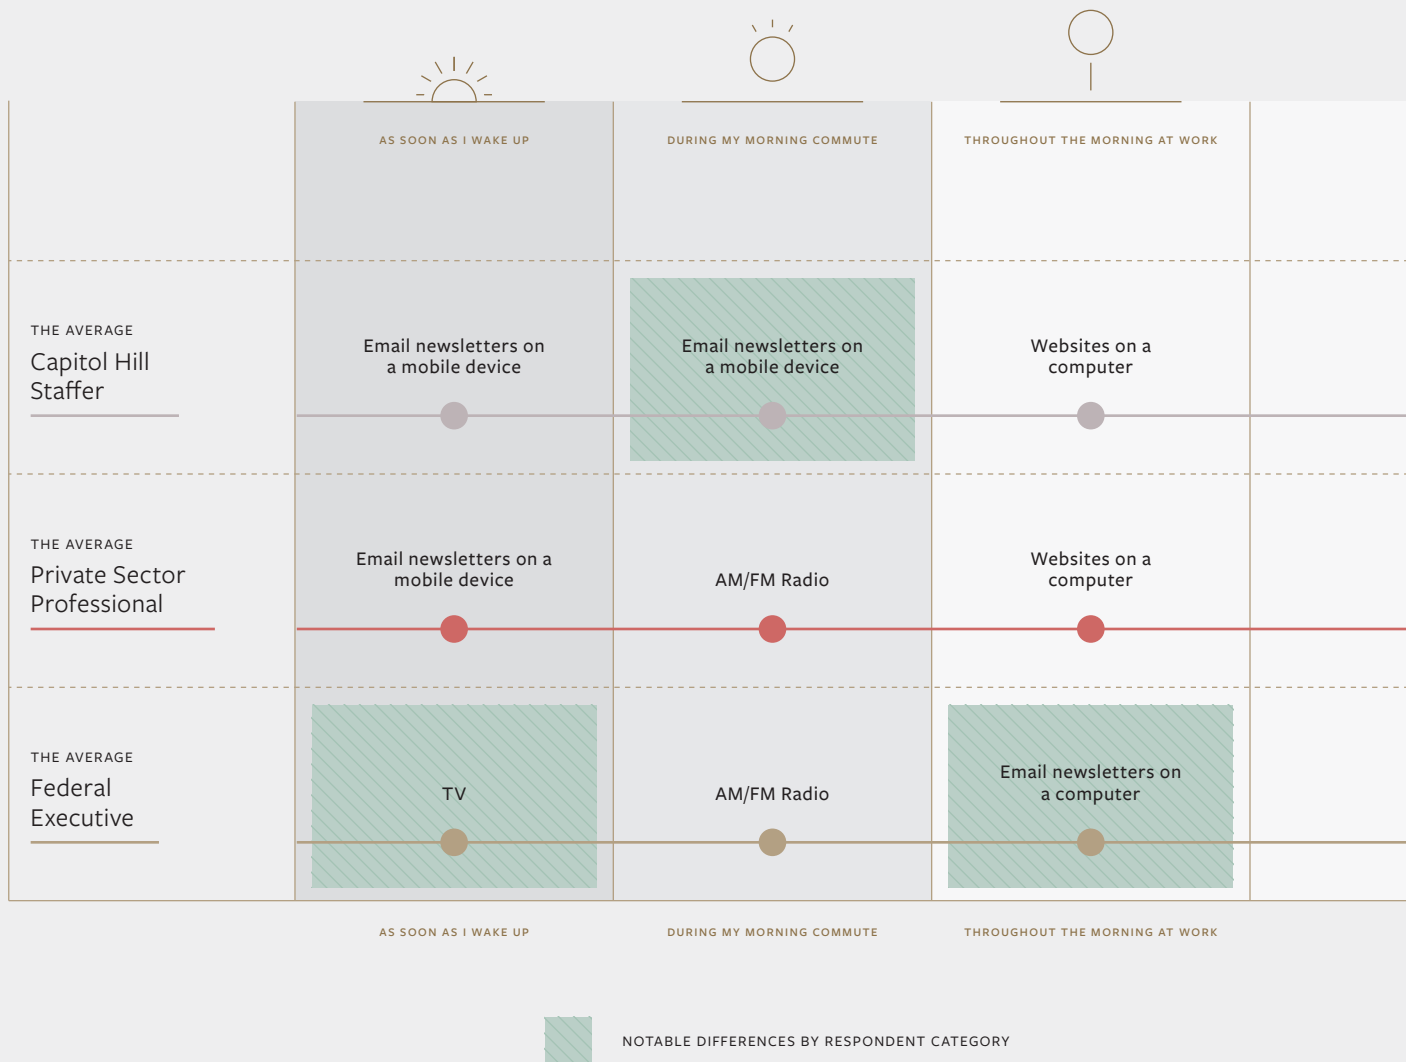 AS SOON AS I WAKE UP
DURING MY MORNING COMMUTE
THROUGHOUT THE MORNING AT WORK
THE AVERAGE
Capitol Hill
Staffer
Email newsletters on
a mobile device
Email newsletters on
a mobile device
Websites on a
computer
THE AVERAGE
Private Sector
Professional
Email newsletters on a
mobile device
AM/FM Radio
Websites on a
computer
THE AVERAGE
Federal
Executive
TV
AM/FM Radio
Email newsletters on
a computer
AS SOON AS I WAKE UP
DURING MY MORNING COMMUTE
THROUGHOUT THE MORNING AT WORK
NOTABLE DIFFERENCES BY RESPONDENT CATEGORY